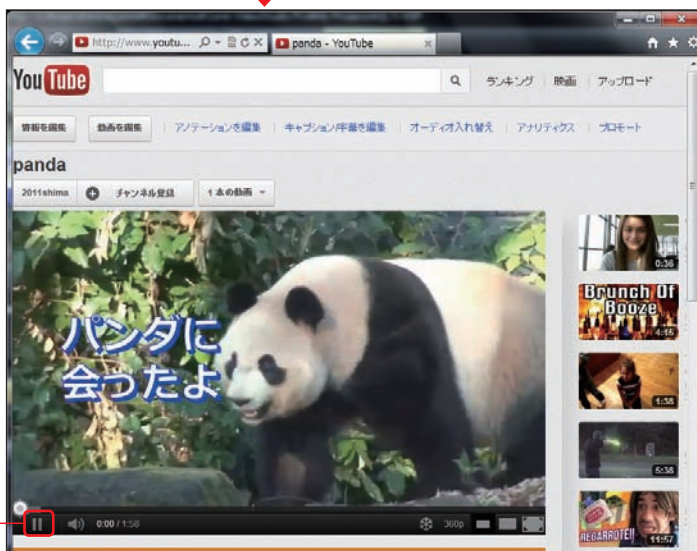 http://www.youtu...
panda - YouTube
You Tube
ランキング 映画 アップロード
情報を編集 動画を編集 アノテーションを編集 キャプション/字幕を編集 オーディオ入れ替え アナリティクス プロモート
panda
2011shima チャンネル登録 1 本の動画
パンダに
会ったよ
0:36
Brunch Of
Booze
4:15
1:38
5:38
REGARROTE!!
11:57
0:00 / 1:58
360p